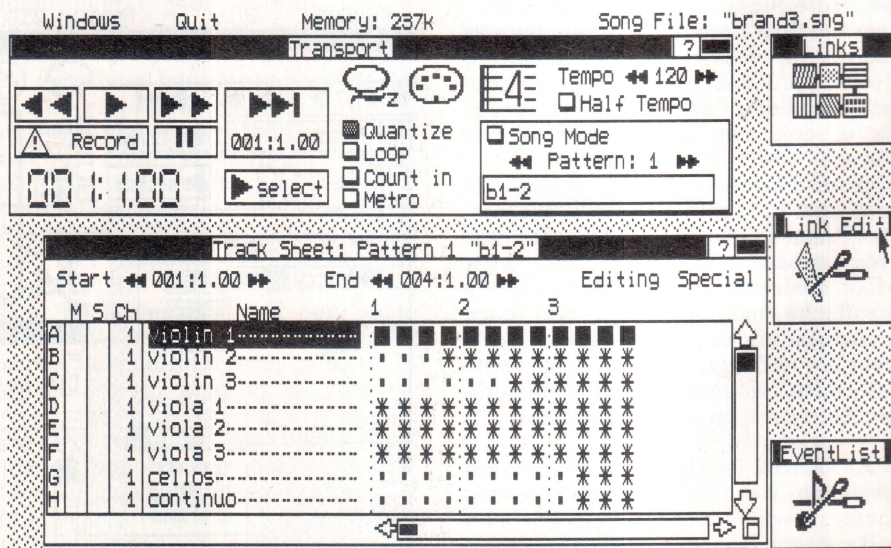 Windows Quit Memory: 237k Song File: "brand3.sng"
Transport ?
Links
z 4 Tempo 120
Half Tempo
Record 001:1.00
Quantize
Loop
Count in
Metro
Song Mode
Pattern: 1
b1-2
001:1.00 select
Link Edit
Track Sheet: Pattern 1 "b1-2" ?
Start 001:1.00 End 004:1.00 Editing Special
M S Ch Name 1 2 3
A 1 violin 1
B 1 violin 2
C 1 violin 3
D 1 viola 1
E 1 viola 2
F 1 viola 3
G 1 cellos
H 1 continuo
EventList